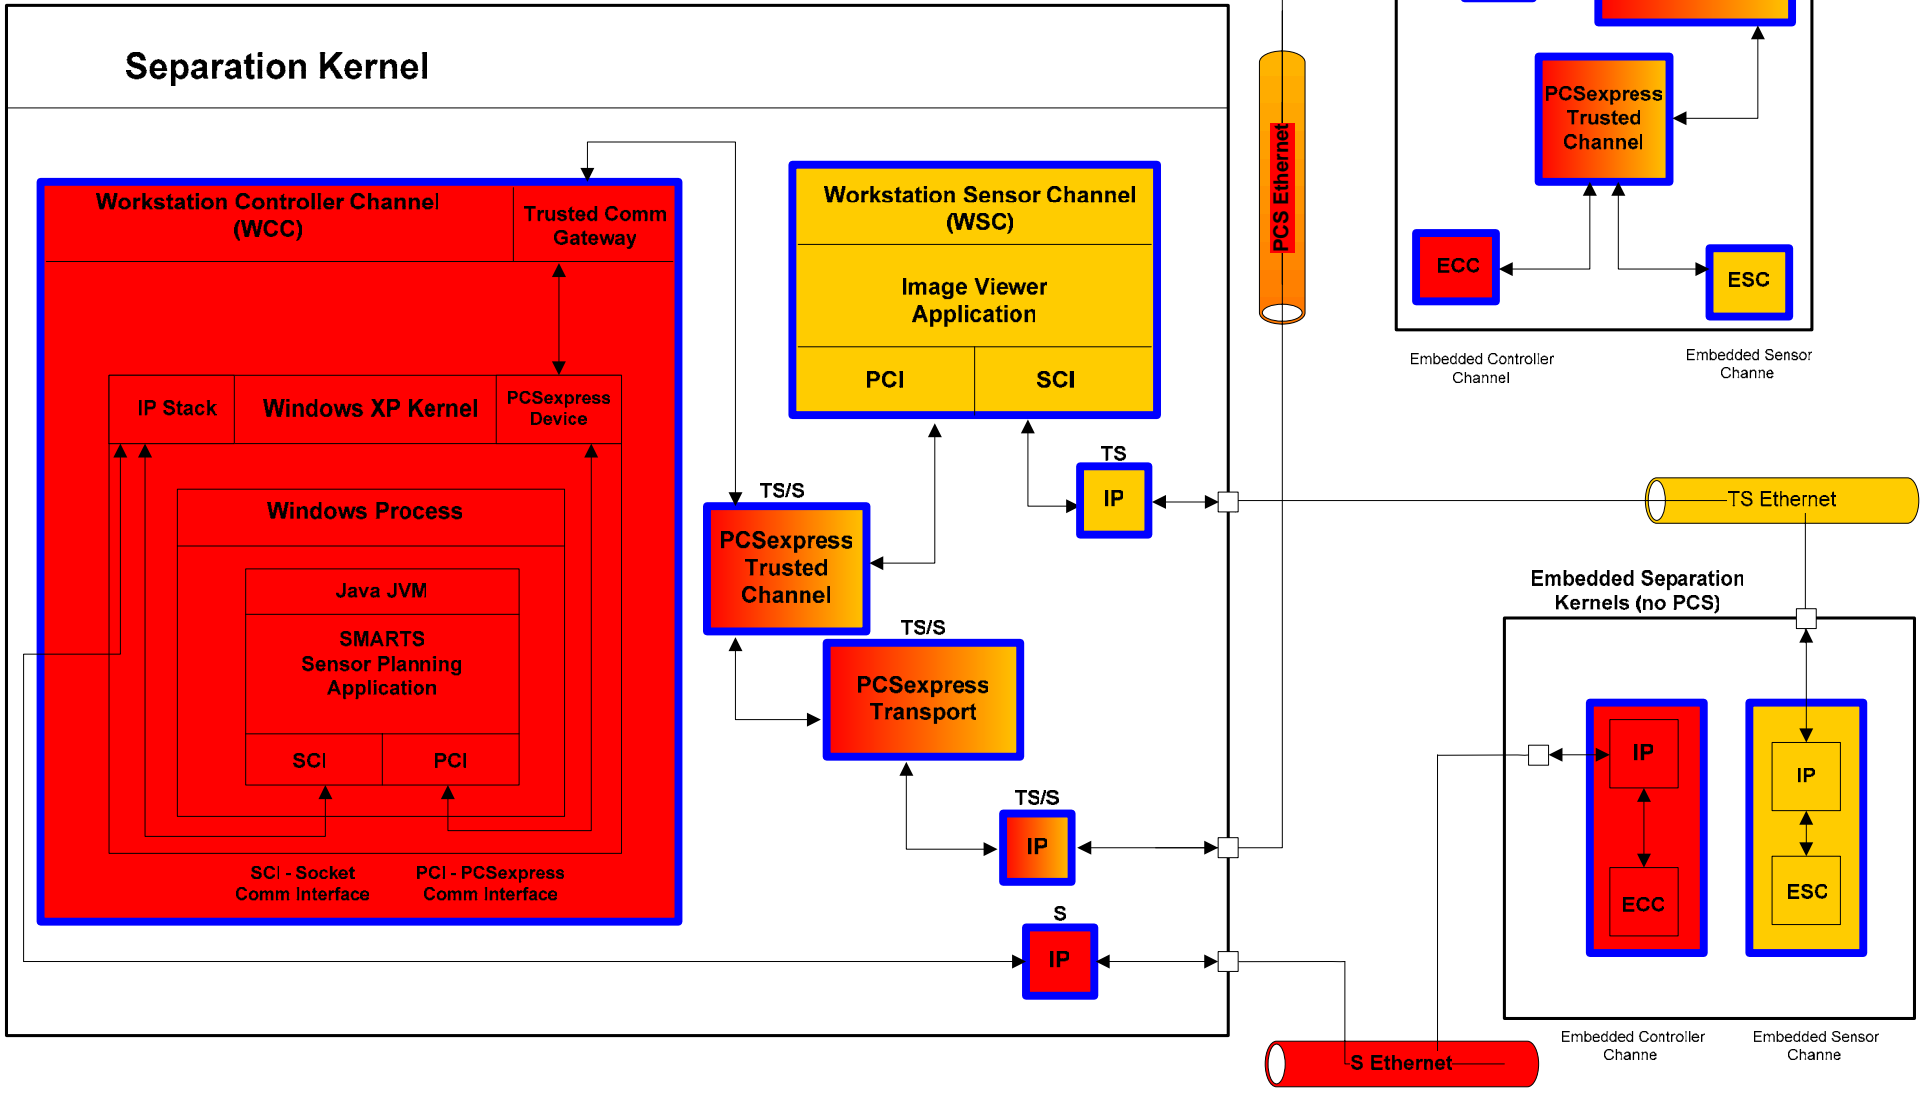 Separation Kernel
Workstation Controller Channel
(WCC)
Trusted Comm
Gateway
IP Stack
Windows XP Kernel
PCSexpress
Device
Windows Process
Java JVM
SMARTS
Sensor Planning
Application
SCI
PCI
SCI - Socket
Comm Interface
PCI - PCSexpress
Comm Interface
Workstation Sensor Channel
(WSC)
Image Viewer
Application
PCI
SCI
TS
IP
TS/S
PCSexpress
Trusted
Channel
TS/S
PCSexpress
Transport
TS/S
IP
S
IP
PCS Ethernet
PCSexpress
Trusted
Channel
ECC
ESC
Embedded Controller
Channel
Embedded Sensor
Channe
TS Ethernet
Embedded Separation
Kernels (no PCS)
IP
ECC
IP
ESC
Embedded Controller
Channe
Embedded Sensor
Channe
S Ethernet